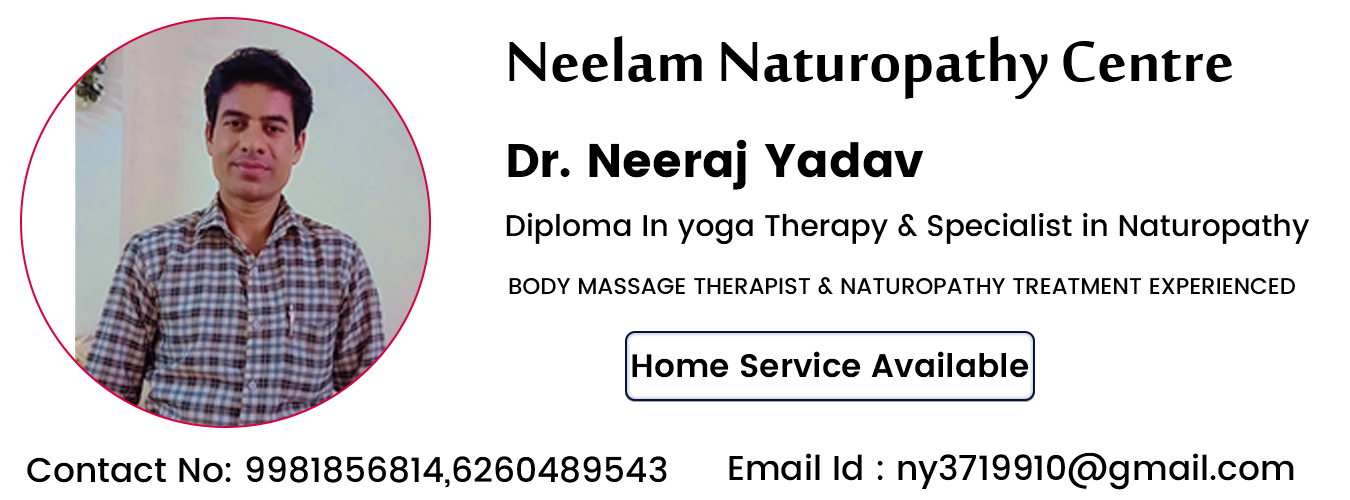 Neelam Naturopathy Centre
Dr. Neeraj Yadav
Diploma In yoga Therapy & Specialist in Naturopathy
BODY MASSAGE THERAPIST & NATUROPATHY TREATMENT EXPERIENCED
Home Service Available
Contact No: 9981856814,6260489543
Email Id : ny3719910@gmail.com